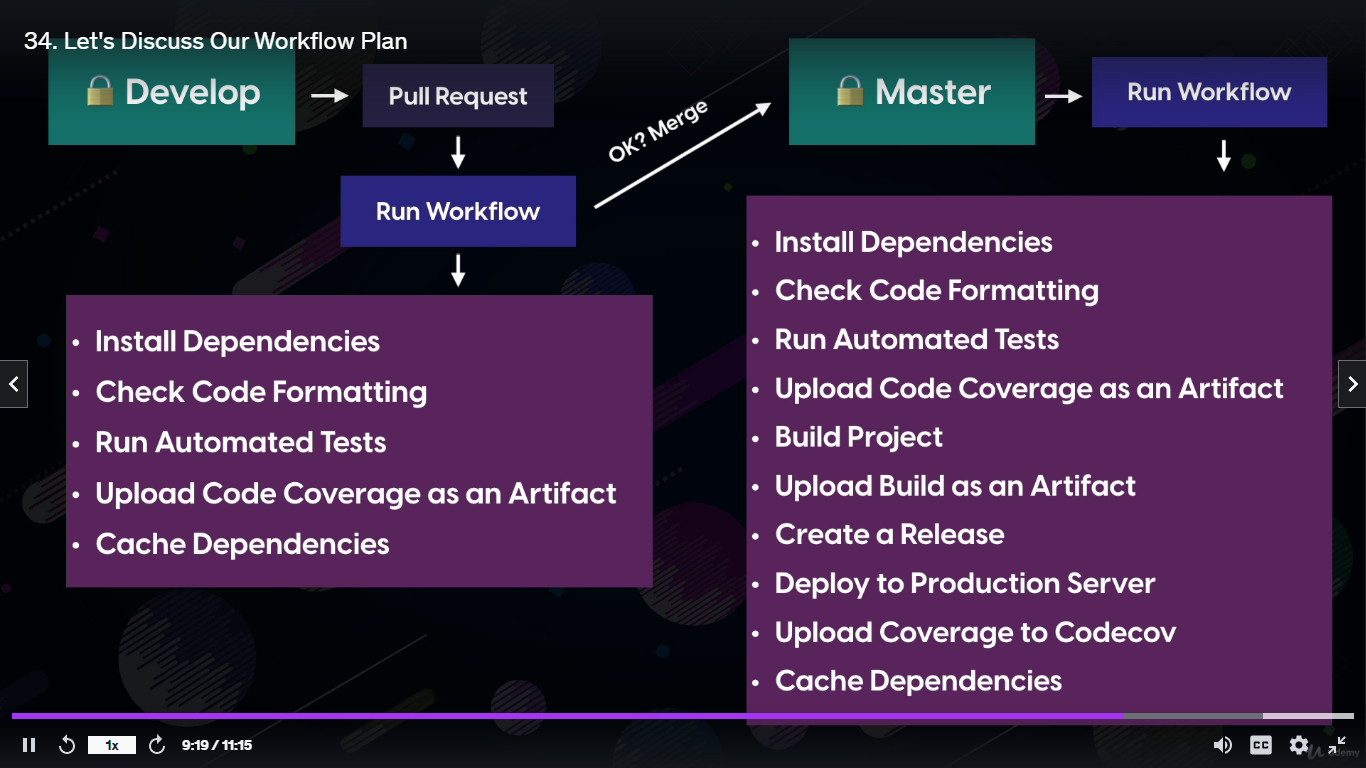 34. Let's Discuss Our Workflow Plan
Develop
Pull Request
OK? Merge
Master
Run Workflow
Run Workflow
• Install Dependencies
• Check Code Formatting
• Run Automated Tests
• Upload Code Coverage as an Artifact
• Cache Dependencies
• Install Dependencies
• Check Code Formatting
• Run Automated Tests
• Upload Code Coverage as an Artifact
• Build Project
• Upload Build as an Artifact
• Create a Release
• Deploy to Production Server
• Upload Coverage to Codecov
• Cache Dependencies
1x
9:19 / 11:15
CC
udemy